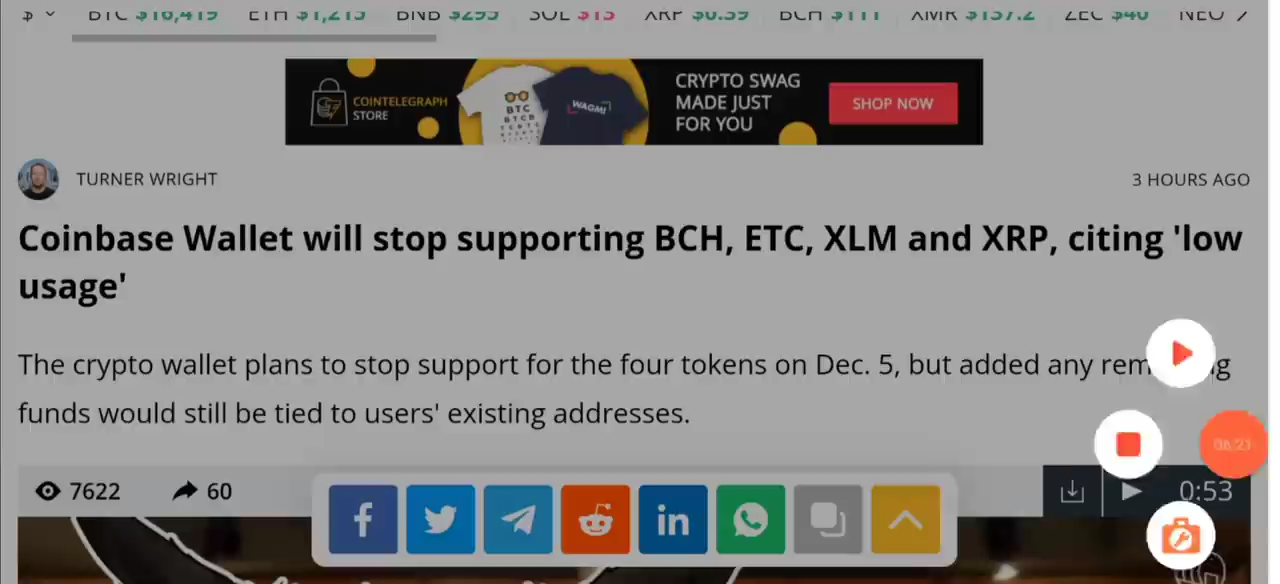 $ BTC $16,419 ETH $1,215 BNB $295 SOL $13 XRP $0.39 BCH $111 XMR $137.2 ZEC $40 NEO
COINTELEGRAPH
STORE
BTC
WAGMI
CRYPTO SWAG
MADE JUST
FOR YOU
SHOP NOW
TURNER WRIGHT
3 HOURS AGO
Coinbase Wallet will stop supporting BCH, ETC, XLM and XRP, citing 'low
usage'
The crypto wallet plans to stop support for the four tokens on Dec. 5, but added any
funds would still be tied to users' existing addresses.
06:21
7622 60 0:53